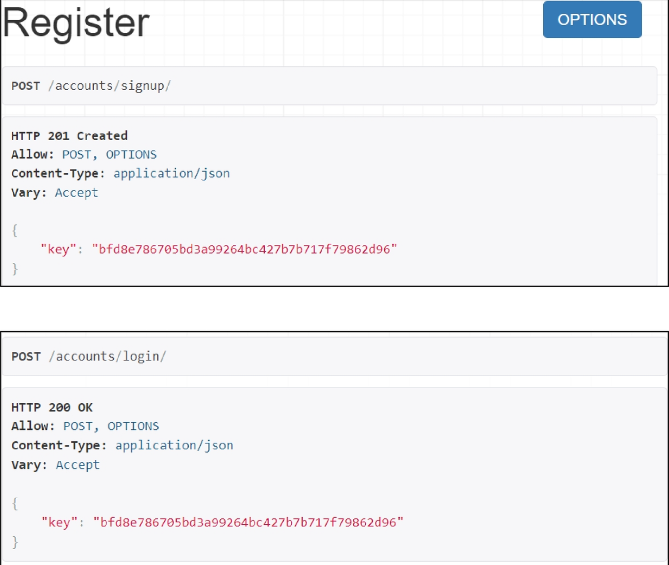 Register
OPTIONS
POST /accounts/signup/
HTTP 201 Created
Allow: POST, OPTIONS
Content-Type: application/json
Vary: Accept
{
"key": "bfd8e786705bd3a99264bc427b7b717f79862d96"
}
POST /accounts/login/
HTTP 200 OK
Allow: POST, OPTIONS
Content-Type: application/json
Vary: Accept
{
"key": "bfd8e786705bd3a99264bc427b7b717f79862d96"
}